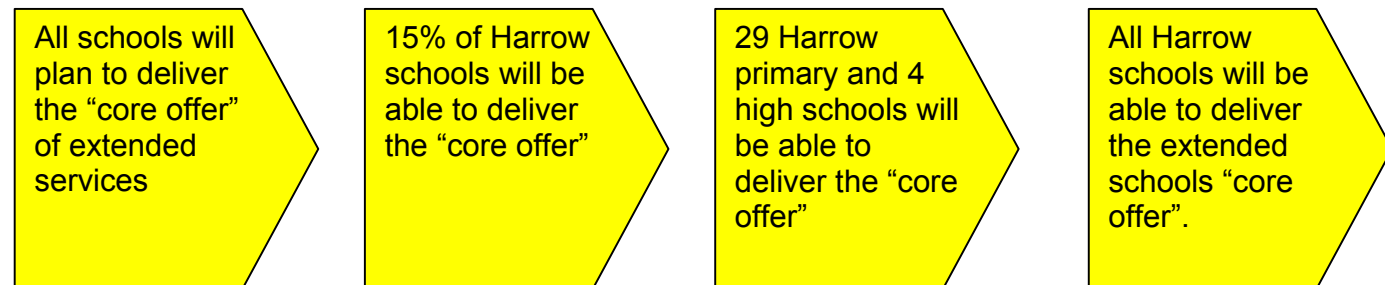 All schools will
plan to deliver
the “core offer”
of extended
services
15% of Harrow
schools will be
able to deliver
the “core offer”
29 Harrow
primary and 4
high schools will
be able to
deliver the “core
offer”
All Harrow
schools will be
able to deliver
the extended
schools “core
offer”.